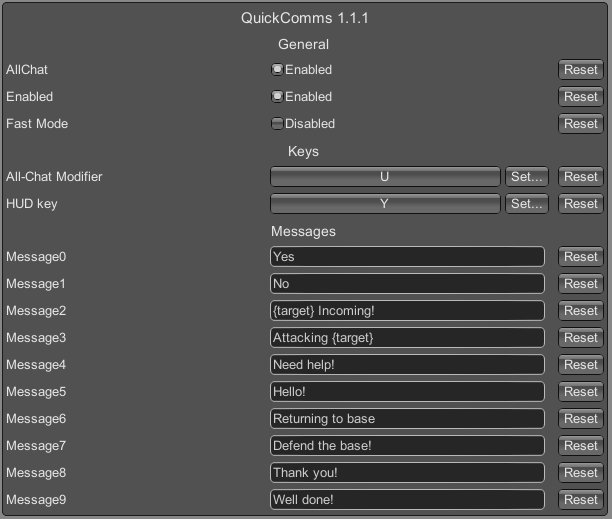 QuickComms 1.1.1
General
AllChat Enabled Reset
Enabled Enabled Reset
Fast Mode Disabled Reset
Keys
All-Chat Modifier U Set... Reset
HUD key Y Set... Reset
Messages
Message0 Yes Reset
Message1 No Reset
Message2 {target} Incoming! Reset
Message3 Attacking {target} Reset
Message4 Need help! Reset
Message5 Hello! Reset
Message6 Returning to base Reset
Message7 Defend the base! Reset
Message8 Thank you! Reset
Message9 Well done! Reset